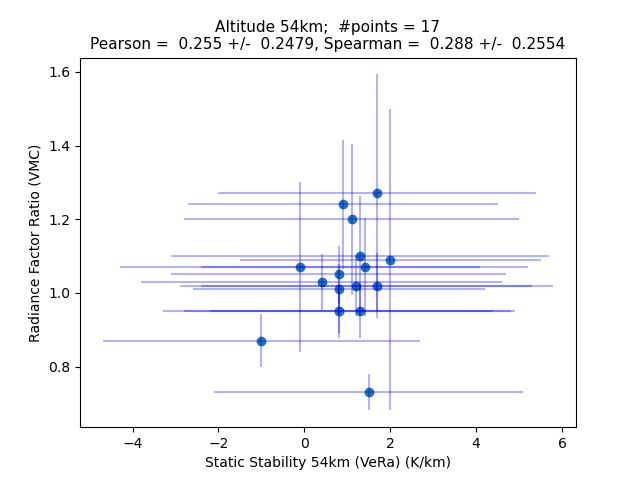 Altitude 54km;  #points = 17
Pearson =  0.255 +/-  0.2479, Spearman =  0.288 +/-  0.2554
1.6
1.4
1.2
1.0
0.8
Radiance Factor Ratio (VMC)
−4 −2 0 2 4 6
Static Stability 54km (VeRa) (K/km)